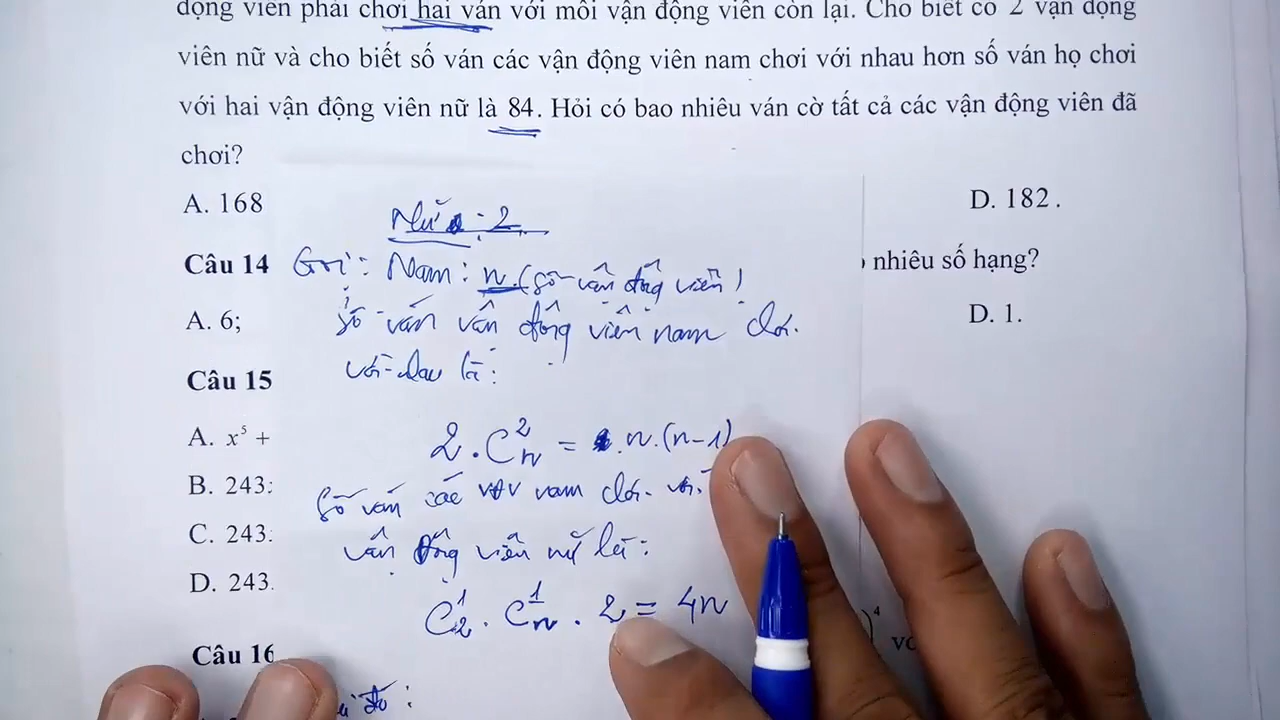 động viên phải chơi hai ván với mỗi vận động viên còn lại. Cho biết có 2 vận động
viên nữ và cho biết số ván các vận động viên nam chơi với nhau hơn số ván họ chơi
với hai vận động viên nữ là 84. Hỏi có bao nhiêu ván cờ tất cả các vận động viên đã
chơi?
A. 168
D. 182.
Nữ : 2
Câu 14
Gọi : Nam : n (số vận động viên)
nhiêu số hạng?
A. 6;
số ván vận động viên nam chơi
D. 1.
với nhau là :
Câu 15
A. x⁵ +
2 . C²ₙ = n.(n-1)
B. 243
Số ván các VĐV nam chơi với
C. 243
vận động viên nữ là :
D. 243
C¹₂ . C¹ₙ . 2 = 4n
Câu 16
đó :